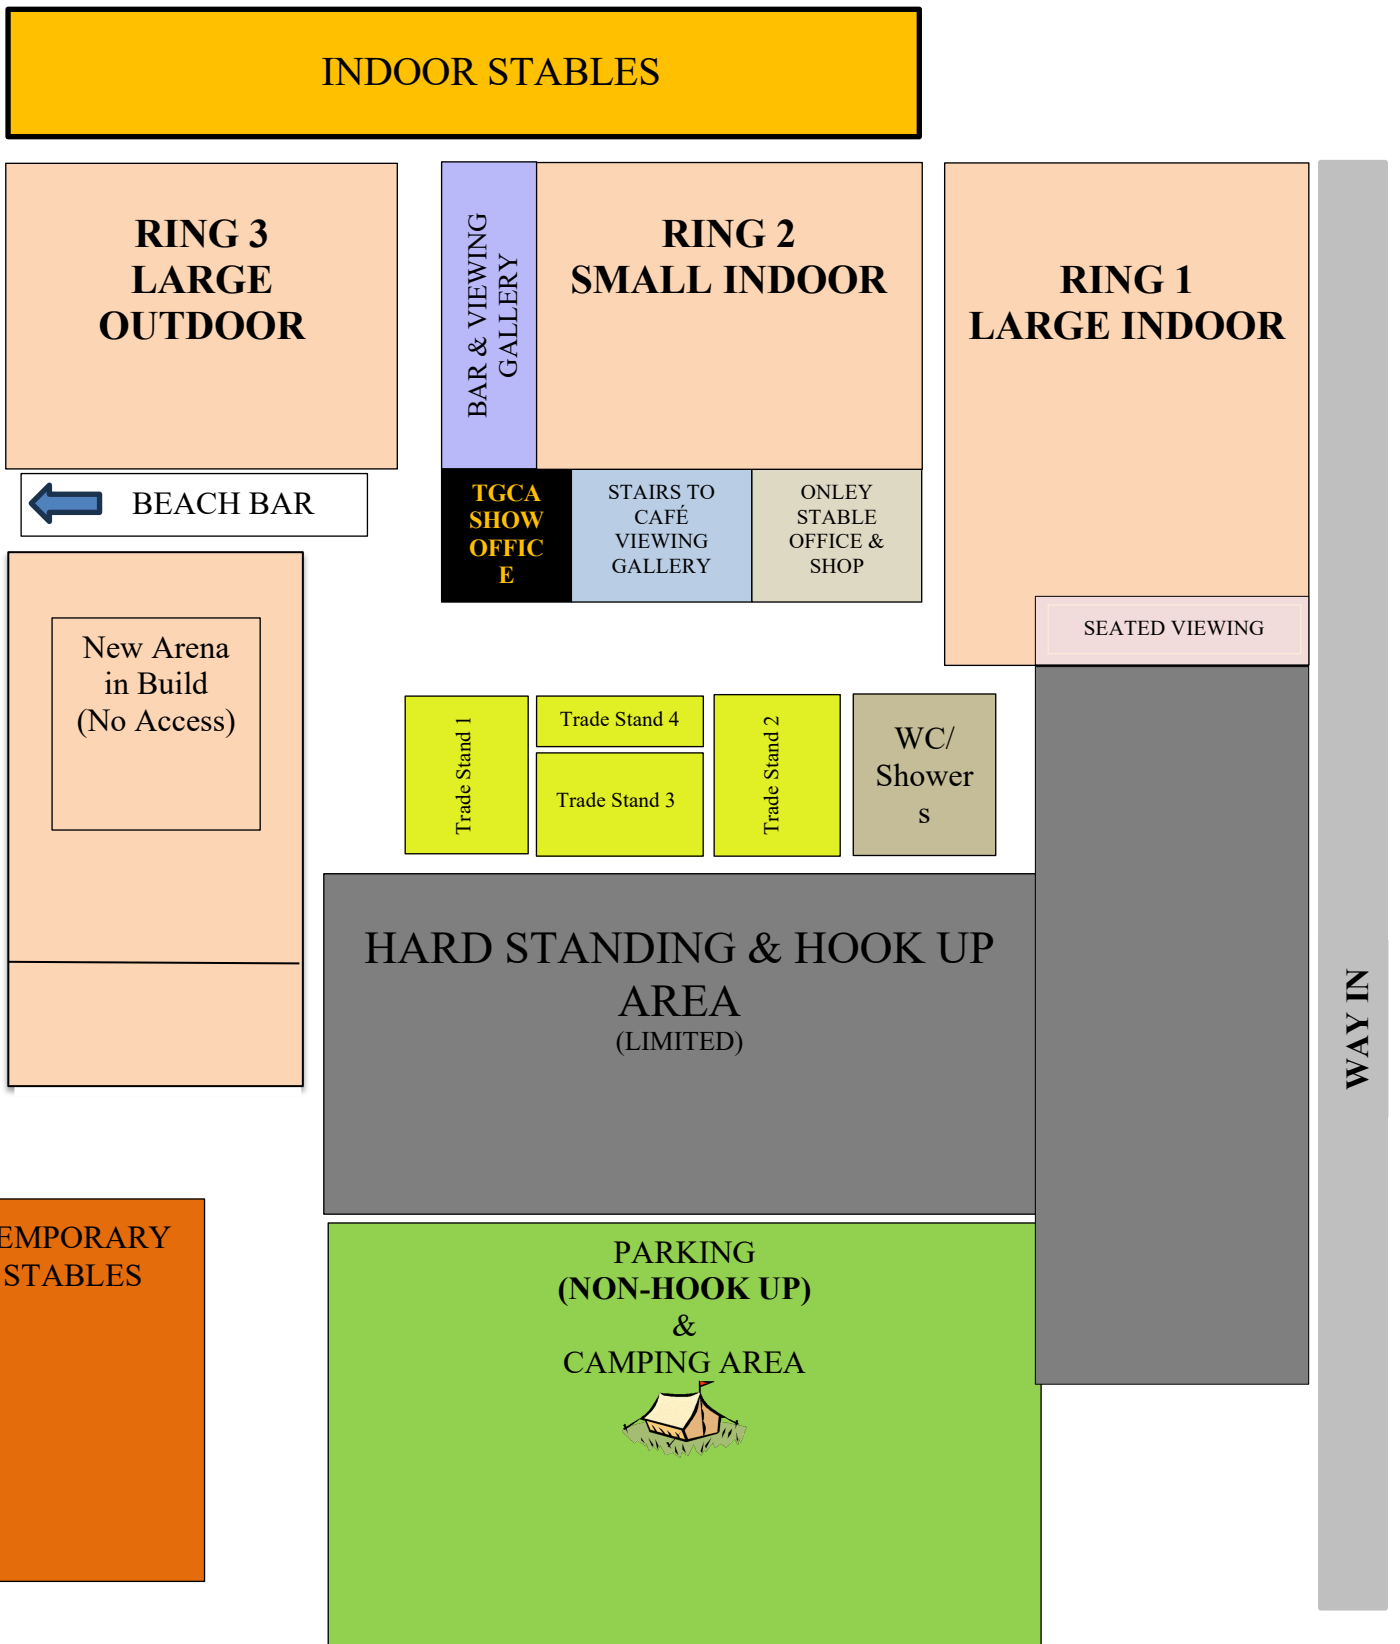 INDOOR STABLES
RING 3
LARGE
OUTDOOR
BAR & VIEWING
GALLERY
RING 2
SMALL INDOOR
RING 1
LARGE INDOOR
BEACH BAR
TGCA
SHOW
OFFIC
E
STAIRS TO
CAFÉ
VIEWING
GALLERY
ONLEY
STABLE
OFFICE &
SHOP
SEATED VIEWING
New Arena
in Build
(No Access)
Trade Stand 1
Trade Stand 4
Trade Stand 3
Trade Stand 2
WC/
Shower
s
HARD STANDING & HOOK UP
AREA
(LIMITED)
WAY IN
EMPORARY
STABLES
PARKING
(NON-HOOK UP)
&
CAMPING AREA